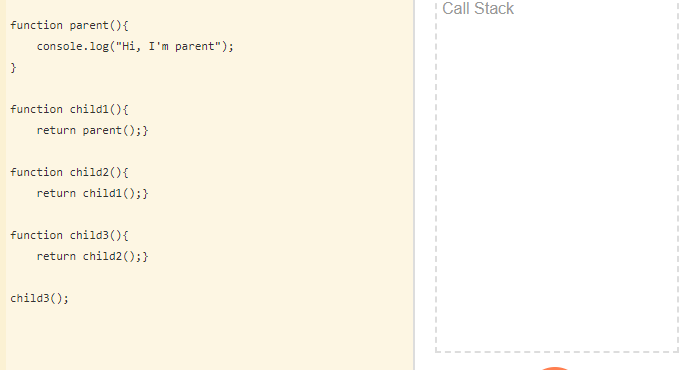 function parent(){
    console.log("Hi, I'm parent");
}
function child1(){
    return parent();}
function child2(){
    return child1();}
function child3(){
    return child2();}
child3();
Call Stack